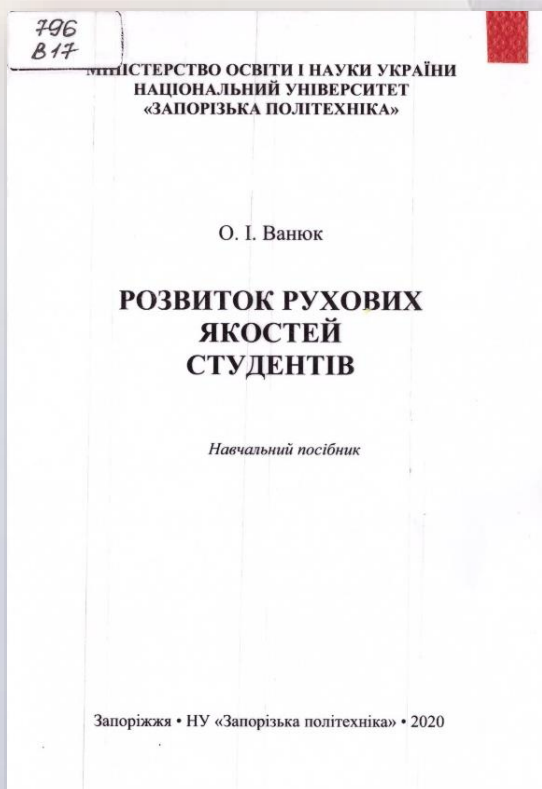 796
В17
МІНІСТЕРСТВО ОСВІТИ І НАУКИ УКРАЇНИ
НАЦІОНАЛЬНИЙ УНІВЕРСИТЕТ
«ЗАПОРІЗЬКА ПОЛІТЕХНІКА»
О. І. Ванюк
РОЗВИТОК РУХОВИХ
ЯКОСТЕЙ
СТУДЕНТІВ
Навчальний посібник
Запоріжжя • НУ «Запорізька політехніка» • 2020